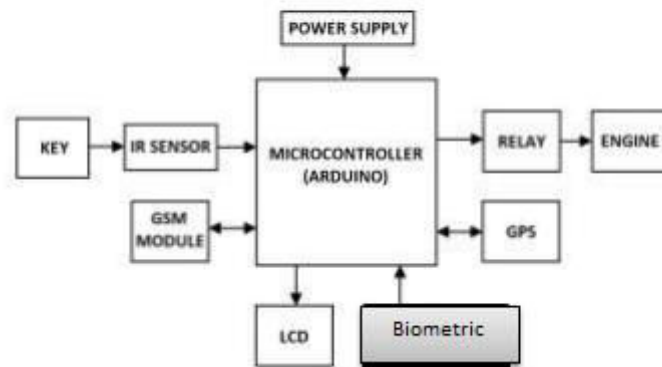 POWER SUPPLY
KEY
IR SENSOR
MICROCONTROLLER
(ARDUINO)
RELAY
ENGINE
GSM
MODULE
GPS
LCD
Biometric